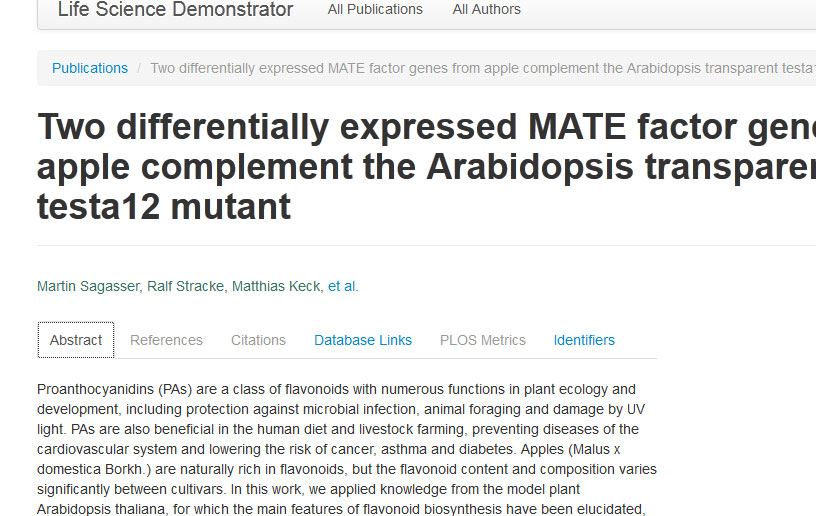 Life Science Demonstrator All Publications All Authors
Publications / Two differentially expressed MATE factor genes from apple complement the Arabidopsis transparent testa1
Two differentially expressed MATE factor gen
apple complement the Arabidopsis transparen
testa12 mutant
Martin Sagasser, Ralf Stracke, Matthias Keck, et al.
Abstract References Citations Database Links PLOS Metrics Identifiers
Proanthocyanidins (PAs) are a class of flavonoids with numerous functions in plant ecology and
development, including protection against microbial infection, animal foraging and damage by UV
light. PAs are also beneficial in the human diet and livestock farming, preventing diseases of the
cardiovascular system and lowering the risk of cancer, asthma and diabetes. Apples (Malus x
domestica Borkh.) are naturally rich in flavonoids, but the flavonoid content and composition varies
significantly between cultivars. In this work, we applied knowledge from the model plant
Arabidopsis thaliana, for which the main features of flavonoid biosynthesis have been elucidated,